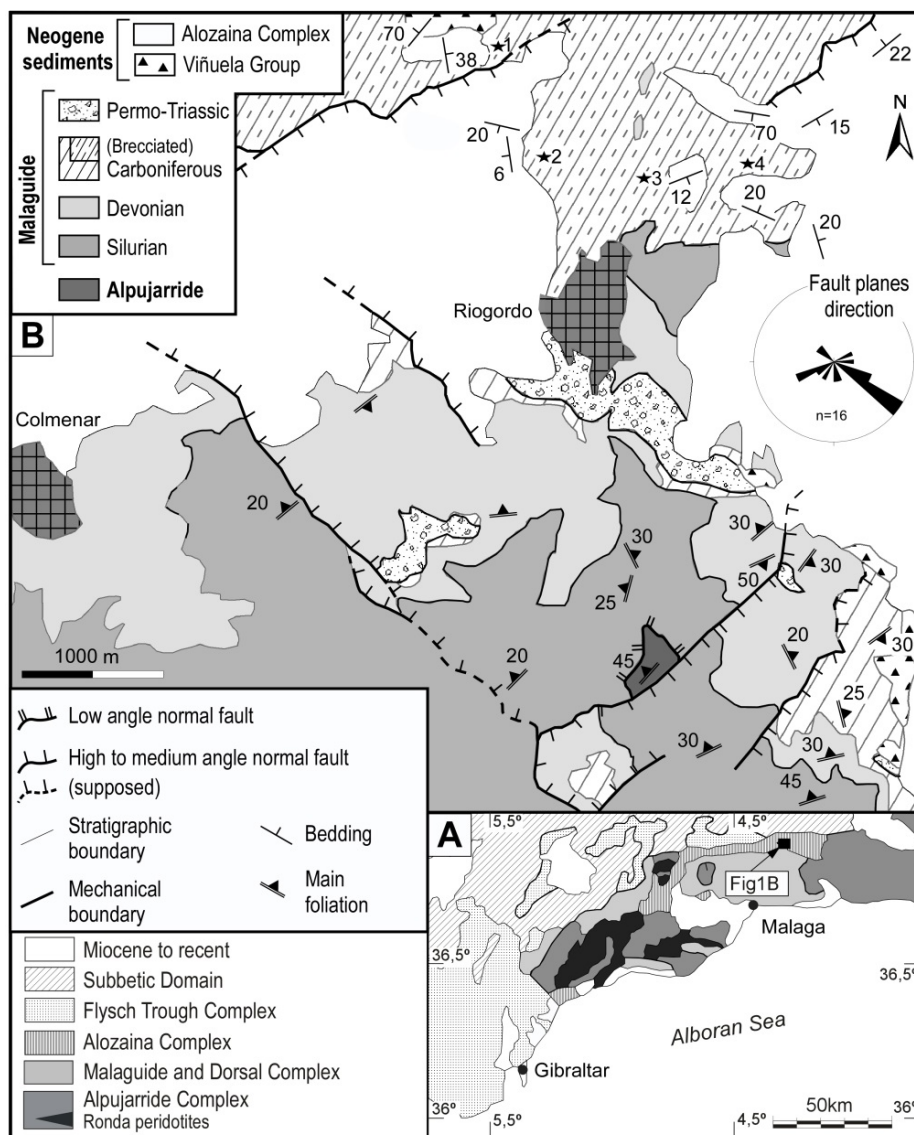 Neogene
sediments
Alozaina Complex
Viñuela Group
Malaguide
Permo-Triassic
(Brecciated)
Carboniferous
Devonian
Silurian
Alpujarride
B
70
38
1
20
6
2
3
12
4
70
15
22
20
20
N
Riogordo
Fault planes
direction
n=16
Colmenar
20
30
25
30
50
30
20
45
20
30
30
25
30
45
1000 m
Low angle normal fault
High to medium angle normal fault
(supposed)
Stratigraphic
boundary
Bedding
Mechanical
boundary
Main
foliation
Miocene to recent
Subbetic Domain
Flysch Trough Complex
Alozaina Complex
Malaguide and Dorsal Complex
Alpujarride Complex
Ronda peridotites
A
5,5º
4,5º
Fig1B
Malaga
36,5º
36,5º
Alboran Sea
Gibraltar
36º
5,5º
4,5º
50km
36º